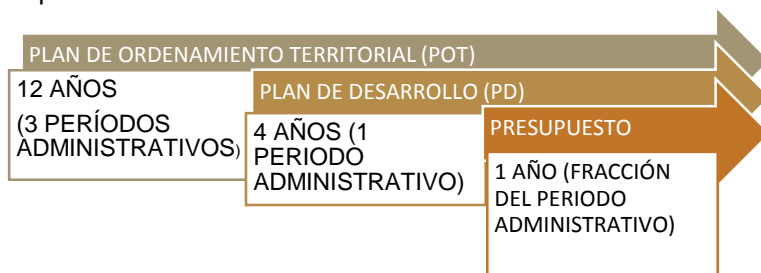 PLAN DE ORDENAMIENTO TERRITORIAL (POT)
12 AÑOS
(3 PERÍODOS
ADMINISTRATIVOS)
PLAN DE DESARROLLO (PD)
4 AÑOS (1
PERIODO
ADMINISTRATIVO)
PRESUPUESTO
1 AÑO (FRACCIÓN
DEL PERIODO
ADMINISTRATIVO)